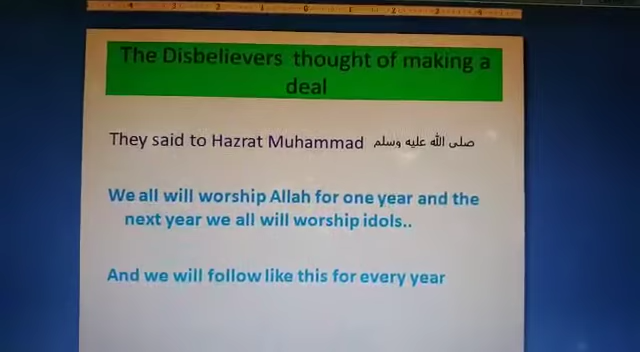 The Disbelievers thought of making a
deal
They said to Hazrat Muhammad صلى الله عليه وسلم
We all will worship Allah for one year and the
next year we all will worship idols..
And we will follow like this for every year